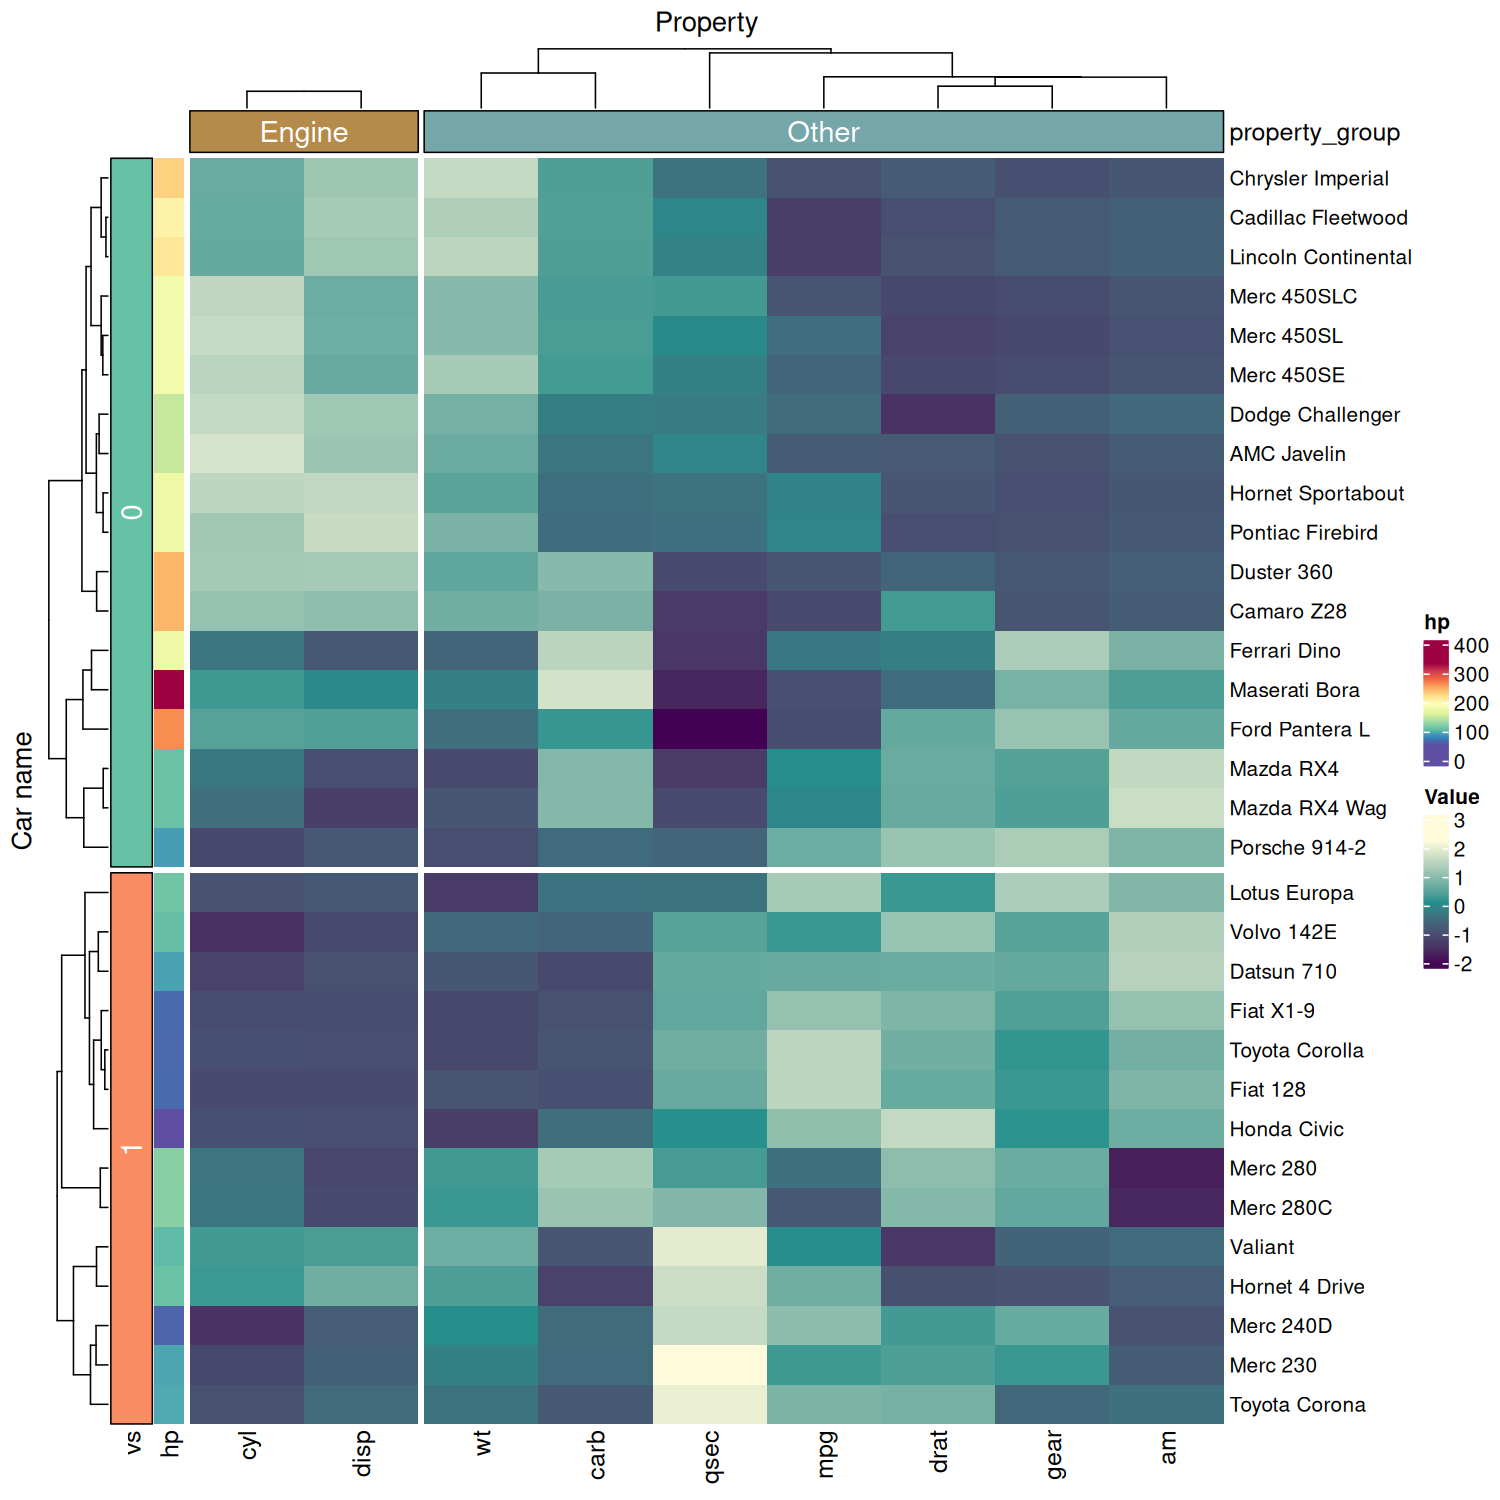 Property
Engine
Other
property_group
Chrysler Imperial
Cadillac Fleetwood
Lincoln Continental
Merc 450SLC
Merc 450SL
Merc 450SE
Dodge Challenger
AMC Javelin
Hornet Sportabout
Pontiac Firebird
Duster 360
Camaro Z28
Ferrari Dino
Maserati Bora
Ford Pantera L
Mazda RX4
Mazda RX4 Wag
Porsche 914-2
Lotus Europa
Volvo 142E
Datsun 710
Fiat X1-9
Toyota Corolla
Fiat 128
Honda Civic
Merc 280
Merc 280C
Valiant
Hornet 4 Drive
Merc 240D
Merc 230
Toyota Corona
Car name
0
1
vs
hp
cyl
disp
wt
carb
qsec
mpg
drat
gear
am
hp
400
300
200
100
0
Value
3
2
1
0
-1
-2